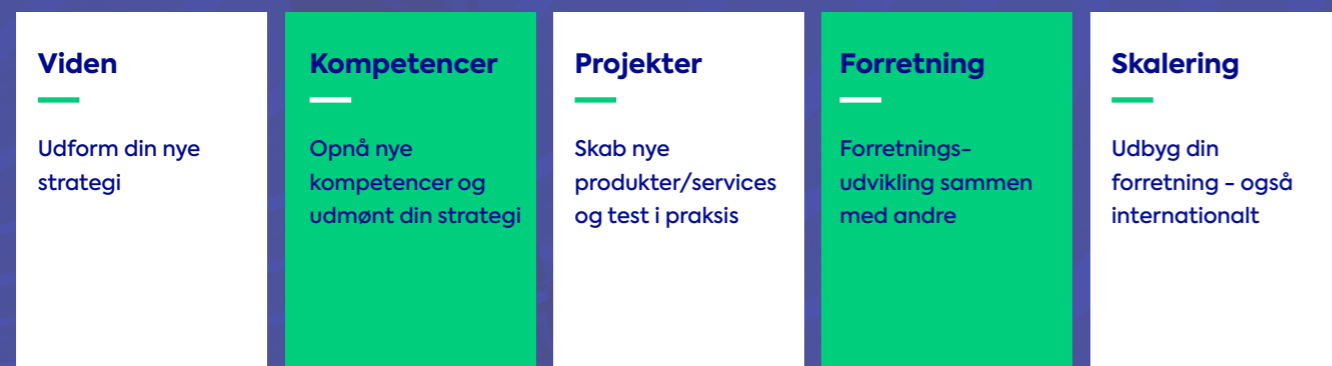 Viden
Udform din nye
strategi
Kompetencer
Opnå nye
kompetencer og
udmønt din strategi
Projekter
Skab nye
produkter/services
og test i praksis
Forretning
Forretnings-
udvikling sammen
med andre
Skalering
Udbyg din
forretning - også
internationalt